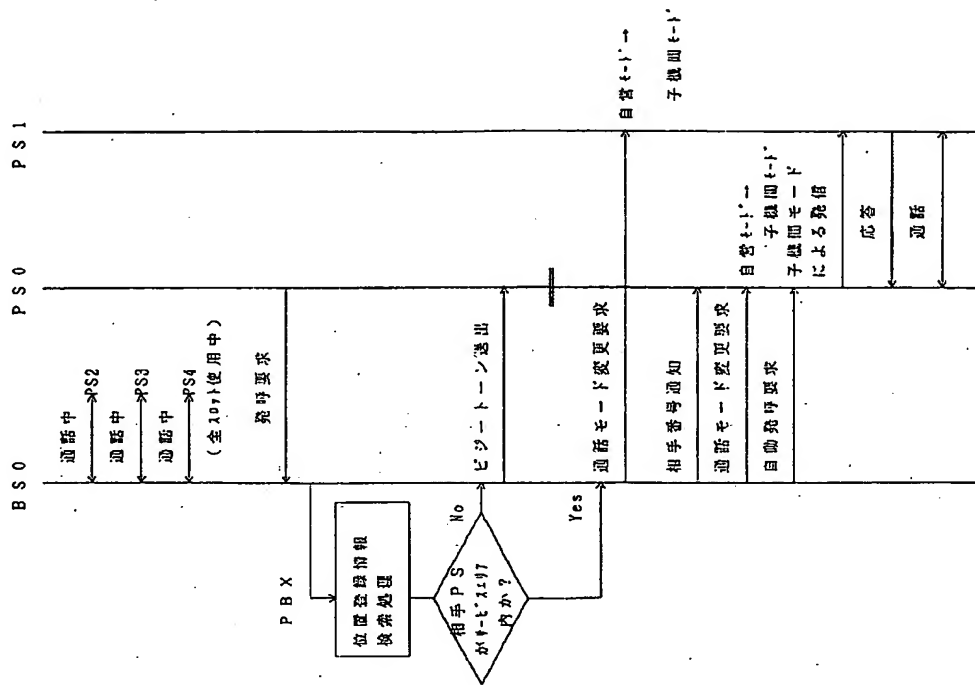 PBX
BS0
PS0
PS1
通話中
PS2
通話中
PS3
通話中
PS4
(全スロット使用中)
発呼要求
位置登録情報
検索処理
相手PS
がサービスエリア
内か?
No
ビジートーン送出
Yes
通話モード変更要求
自営モード→
子機間モード
相手番号通知
通話モード変更要求
自営モード→
子機間モード
自動発呼要求
子機間モード
による発信
応答
通話